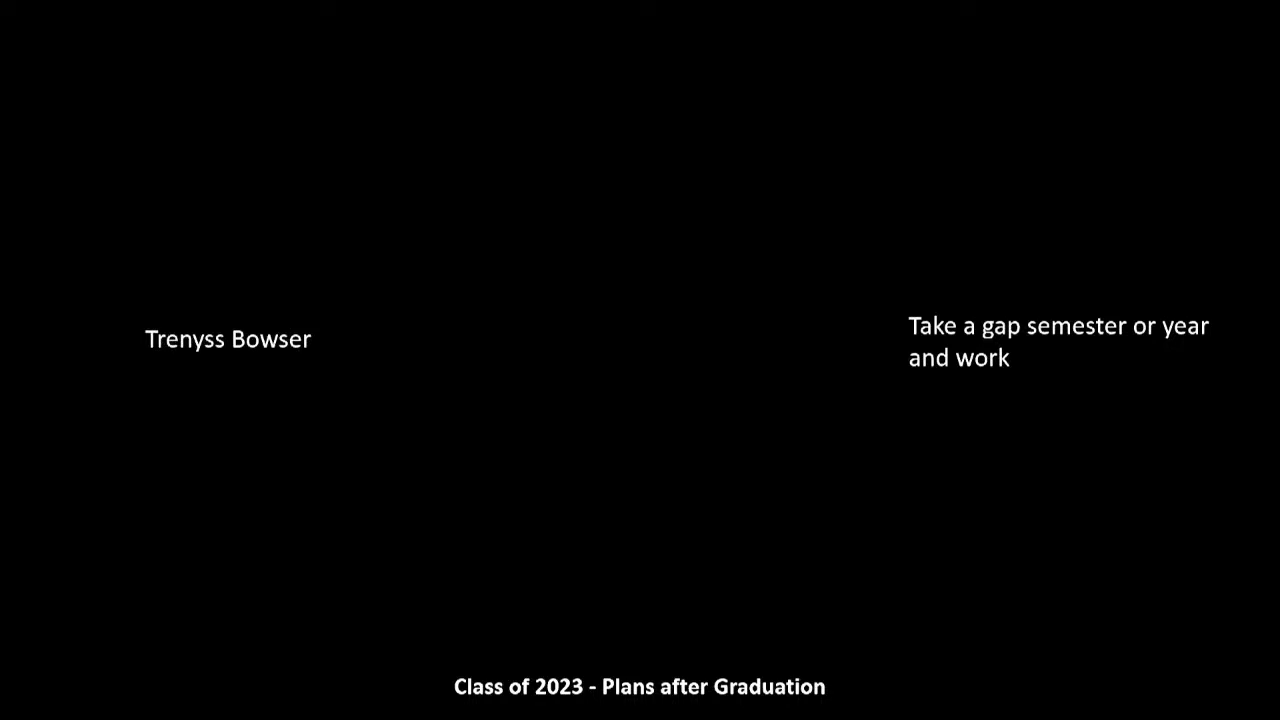 Trenyss Bowser
Take a gap semester or year
and work
Class of 2023 - Plans after Graduation